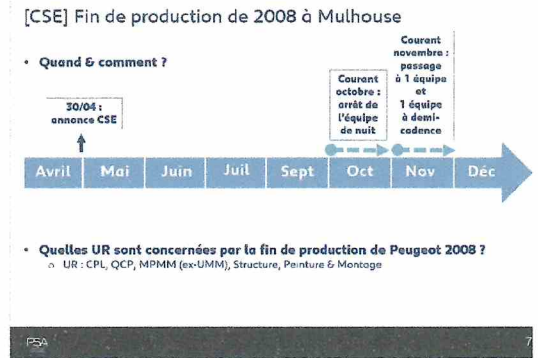 [CSE] Fin de production de 2008 à Mulhouse
• Quand & comment ?
30/04 :
annonce CSE
Courant
octobre :
arrêt de
l'équipe
de nuit
Courant
novembre :
passage
à 1 équipe
et
1 équipe
à demi-
cadence
Avril Mai Juin Juil Sept Oct Nov Déc
• Quelles UR sont concernées par la fin de production de Peugeot 2008 ?
o UR : CPL, QCP, MPMM (ex-UMM), Structure, Peinture & Montage
PSA
7